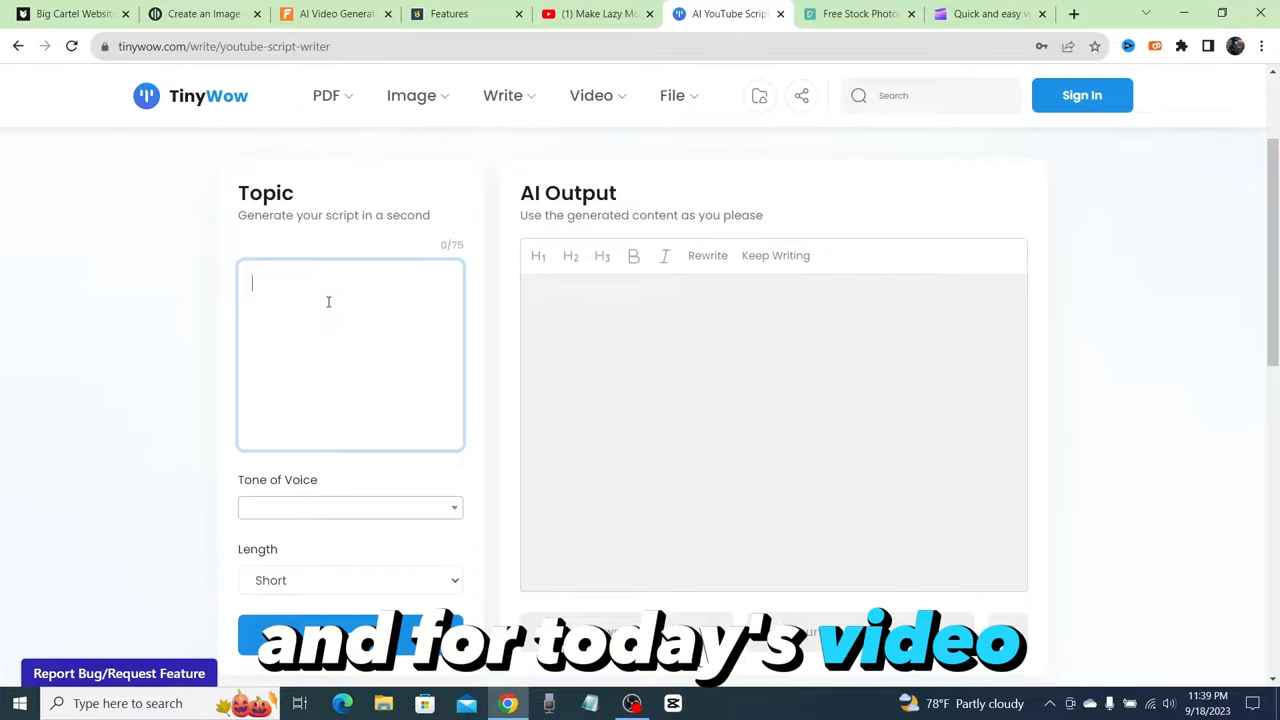 Big Cartel Website
Create an Image
AI Video Generat
Features
(1) Make Lazy Mo
AI YouTube Scrip
Free Stock Photo
Quick and easy v
tinywow.com/write/youtube-script-writer
TinyWow
PDF
Image
Write
Video
File
Search
Sign In
Topic
Generate your script in a second
0/75
AI Output
Use the generated content as you please
H1 H2 H3 B I Rewrite Keep Writing
Tone of Voice
Length
Short
and for today's video
Report Bug/Request Feature
Type here to search
78°F Partly cloudy
11:39 PM
9/18/2023